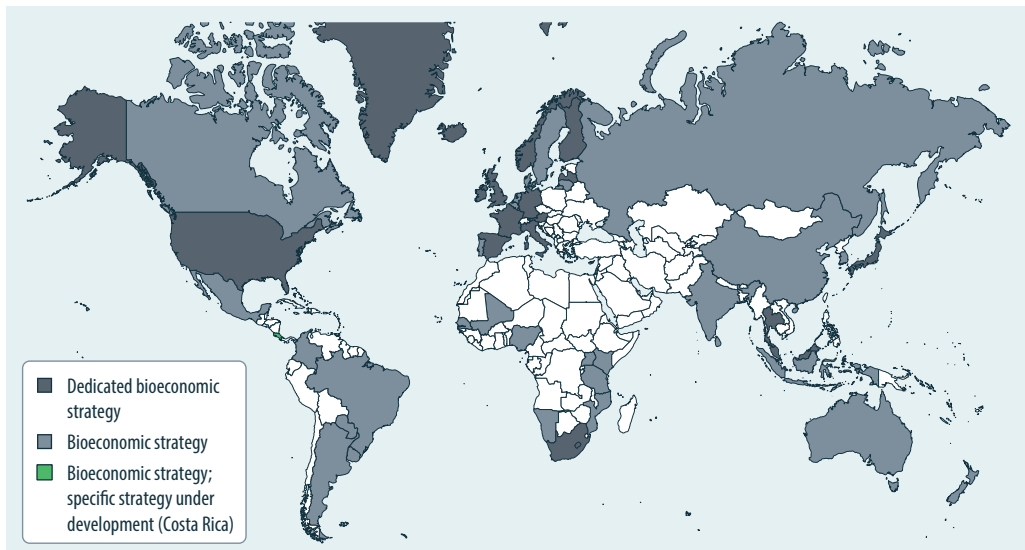 Dedicated bioeconomic
strategy
Bioeconomic strategy
Bioeconomic strategy;
specific strategy under
development (Costa Rica)